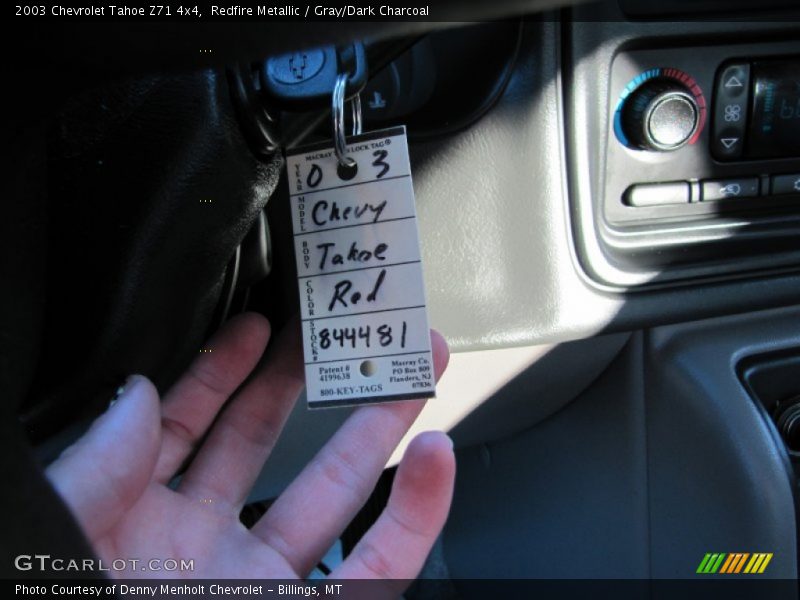 2003 Chevrolet Tahoe Z71 4x4, Redfire Metallic / Gray/Dark Charcoal
MACRAY LOCK TAG®
YEAR 03
MODEL Chevy
BODY Tahoe
COLOR Red
STOCK# 844481
Patent #
4199638
Macray Co.
PO Box 809
Flanders, NJ
07836
800-KEY-TAGS
GTCARLOT.COM
Photo Courtesy of Denny Menholt Chevrolet – Billings, MT